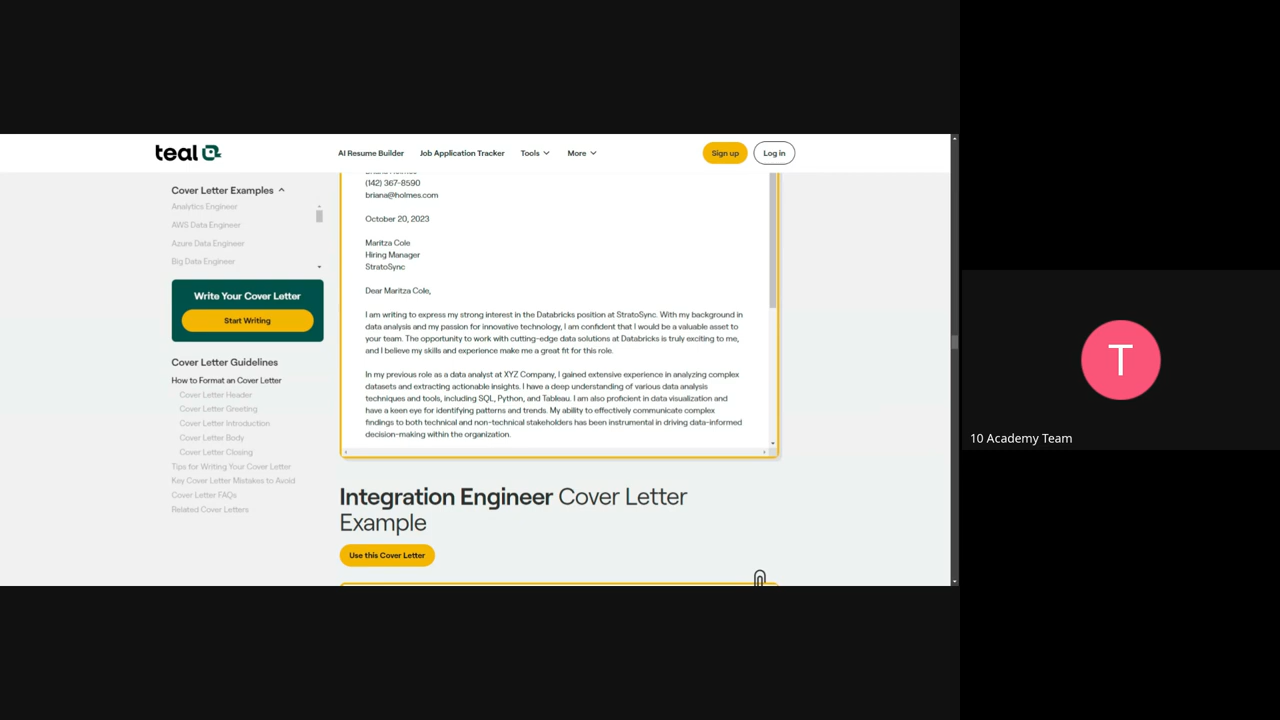 teal
AI Resume Builder
Job Application Tracker
Tools
More
Sign up
Log in
Cover Letter Examples
Analytics Engineer
AWS Data Engineer
Azure Data Engineer
Big Data Engineer
Write Your Cover Letter
Start Writing
Cover Letter Guidelines
How to Format an Cover Letter
Cover Letter Header
Cover Letter Greeting
Cover Letter Introduction
Cover Letter Body
Cover Letter Closing
Tips for Writing Your Cover Letter
Key Cover Letter Mistakes to Avoid
Cover Letter FAQs
Related Cover Letters
(142) 367-8590
briana@holmes.com
October 20, 2023
Maritza Cole
Hiring Manager
StratoSync
Dear Maritza Cole,
I am writing to express my strong interest in the Databricks position at StratoSync. With my background in
data analysis and my passion for innovative technology, I am confident that I would be a valuable asset to
your team. The opportunity to work with cutting-edge data solutions at Databricks is truly exciting to me,
and I believe my skills and experience make me a great fit for this role.
In my previous role as a data analyst at XYZ Company, I gained extensive experience in analyzing complex
datasets and extracting actionable insights. I have a deep understanding of various data analysis
techniques and tools, including SQL, Python, and Tableau. I am also proficient in data visualization and
have a keen eye for identifying patterns and trends. My ability to effectively communicate complex
findings to both technical and non-technical stakeholders has been instrumental in driving data-informed
decision-making within the organization.
Integration Engineer Cover Letter
Example
Use this Cover Letter
T
10 Academy Team